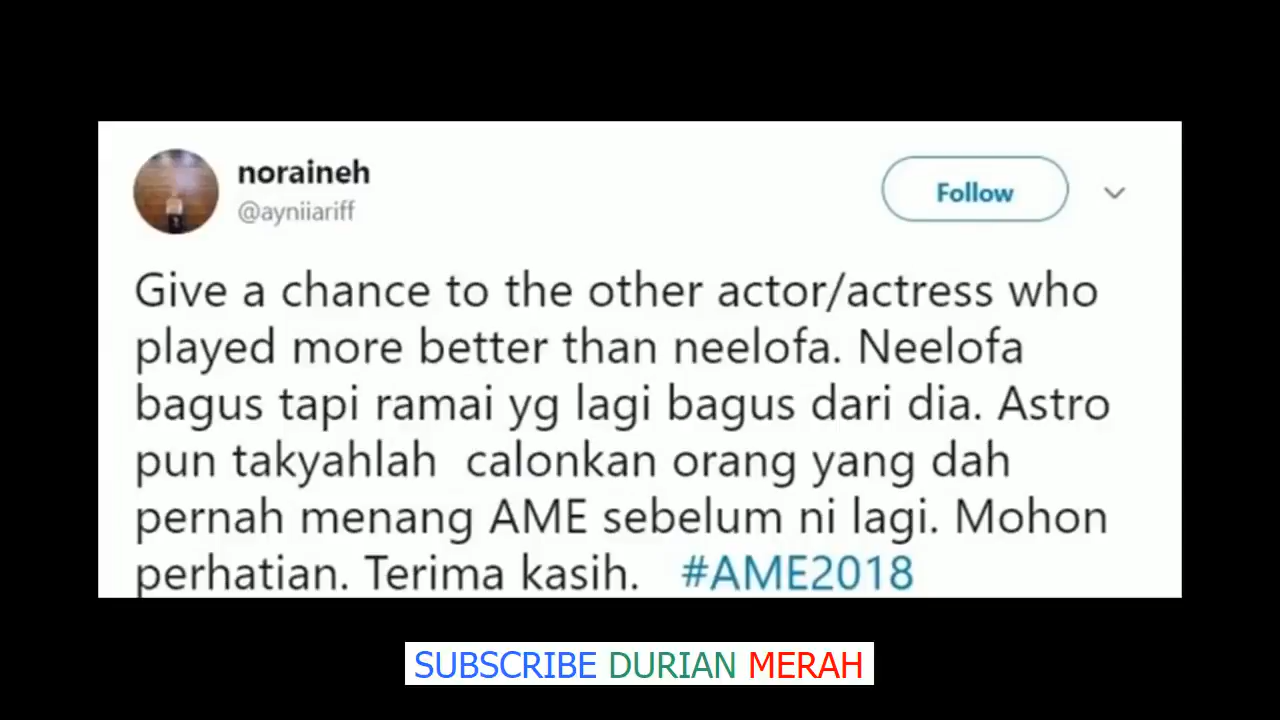 noraineh
@ayniiariff
Follow
Give a chance to the other actor/actress who
played more better than neelofa. Neelofa
bagus tapi ramai yg lagi bagus dari dia. Astro
pun takyahlah calonkan orang yang dah
pernah menang AME sebelum ni lagi. Mohon
perhatian. Terima kasih. #AME2018
SUBSCRIBE DURIAN MERAH